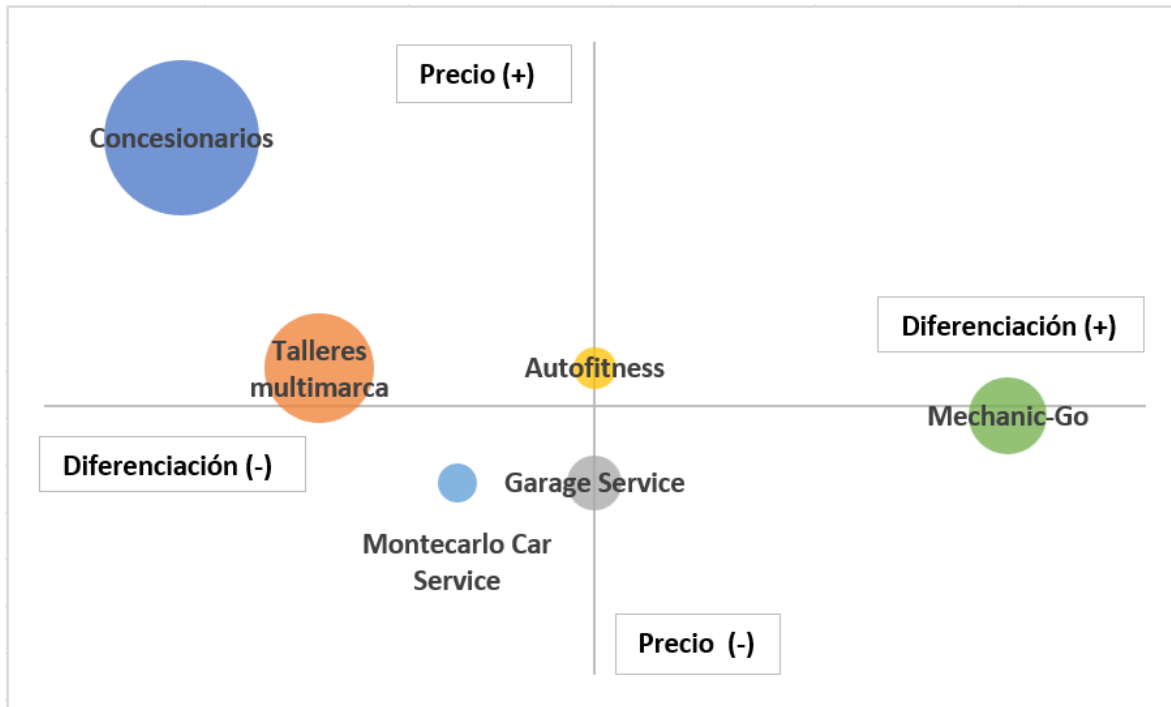 Precio (+)
Concesionarios
Diferenciación (+)
Talleres
multimarca
Autofitness
Mechanic-Go
Diferenciación (-)
Garage Service
Montecarlo Car
Service
Precio  (-)